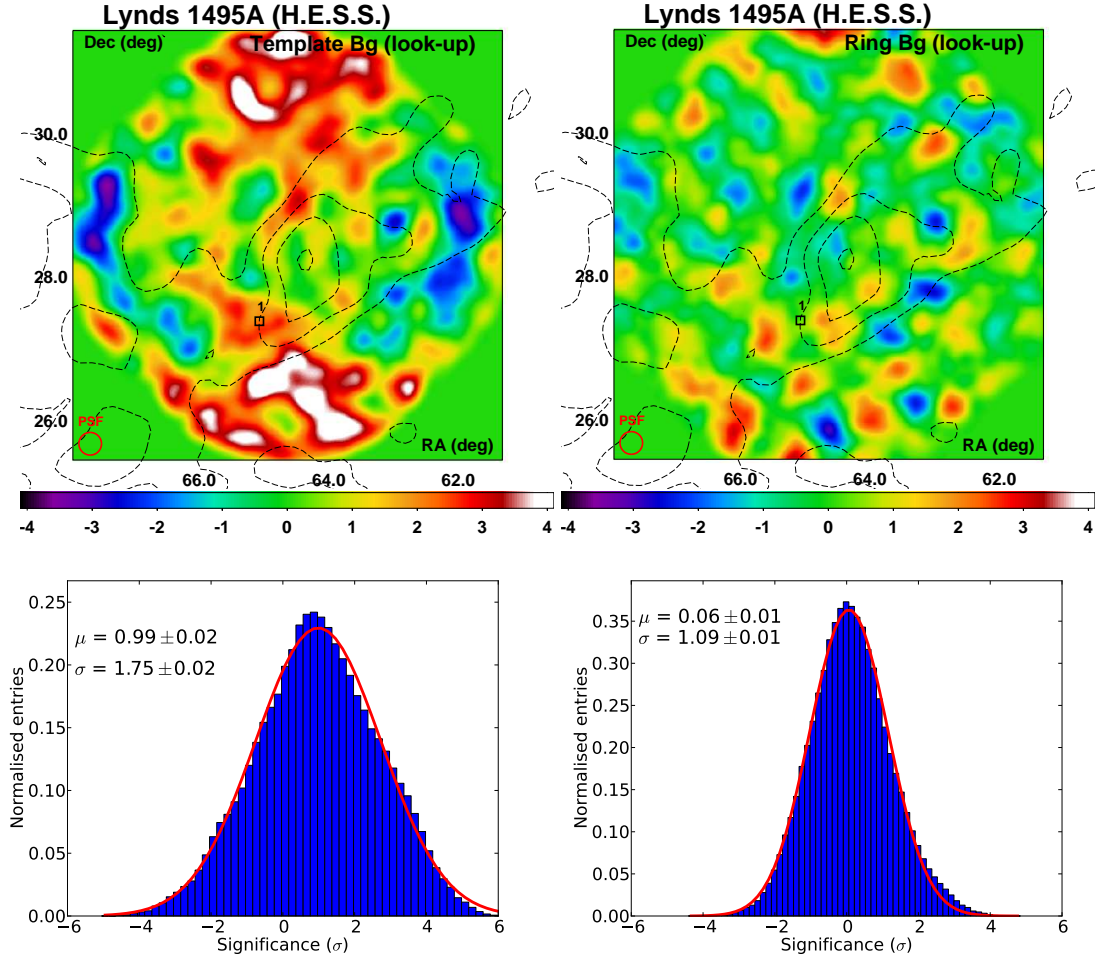 Lynds 1495A (H.E.S.S.)
Dec (deg)
Template Bg (look-up)
30.0
28.0
26.0
1
PSF
RA (deg)
66.0 64.0 62.0
-4 -3 -2 -1 0 1 2 3 4
Lynds 1495A (H.E.S.S.)
Dec (deg)
Ring Bg (look-up)
30.0
28.0
26.0
1
PSF
RA (deg)
66.0 64.0 62.0
-4 -3 -2 -1 0 1 2 3 4
μ = 0.99 ±0.02
σ = 1.75 ±0.02
Normalised entries
0.25
0.20
0.15
0.10
0.05
0.00
−6 −4 −2 0 2 4 6
Significance (σ)
μ = 0.06 ±0.01
σ = 1.09 ±0.01
Normalised entries
0.35
0.30
0.25
0.20
0.15
0.10
0.05
0.00
−6 −4 −2 0 2 4 6
Significance (σ)